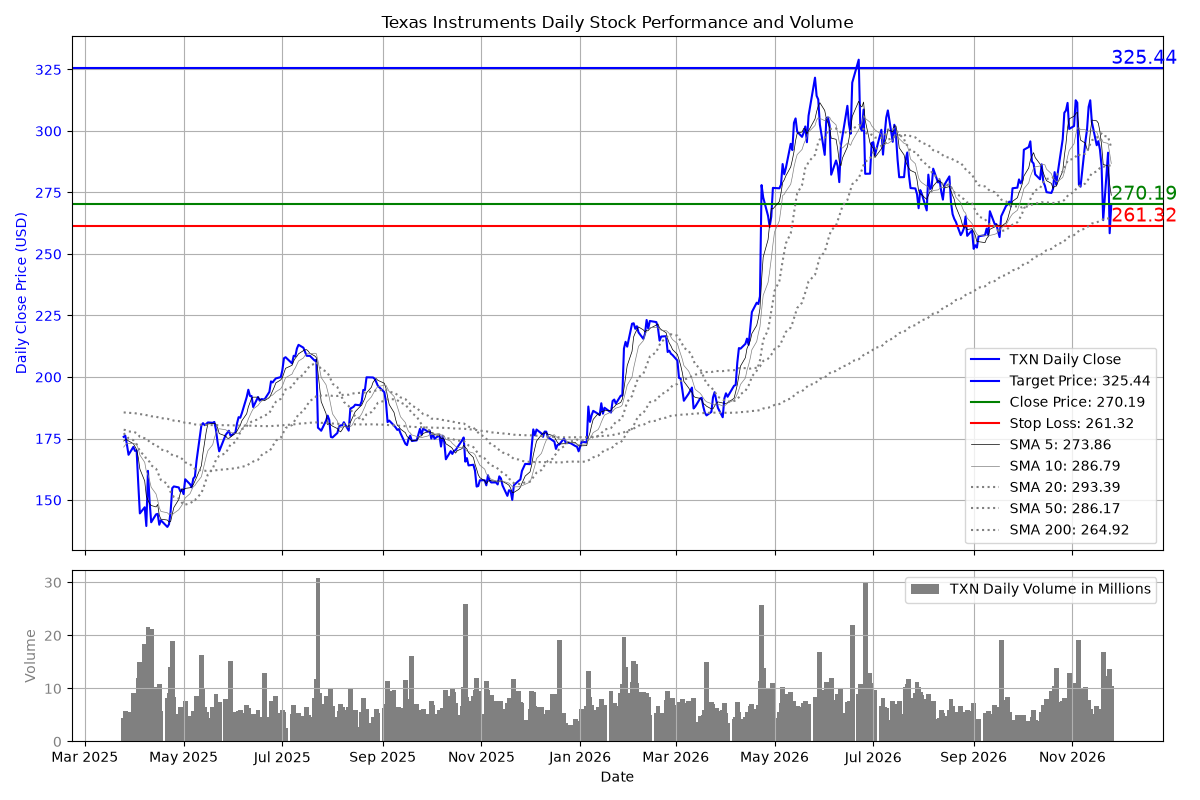 Texas Instruments Daily Stock Performance and Volume
Daily Close Price (USD)
325
300
275
250
225
200
175
150
325.44
270.19
261.32
TXN Daily Close
Target Price: 325.44
Close Price: 270.19
Stop Loss: 261.32
SMA 5: 273.86
SMA 10: 286.79
SMA 20: 293.39
SMA 50: 286.17
SMA 200: 264.92
Volume
30
20
10
0
TXN Daily Volume in Millions
Mar 2025 May 2025 Jul 2025 Sep 2025 Nov 2025 Jan 2026 Mar 2026 May 2026 Jul 2026 Sep 2026 Nov 2026
Date